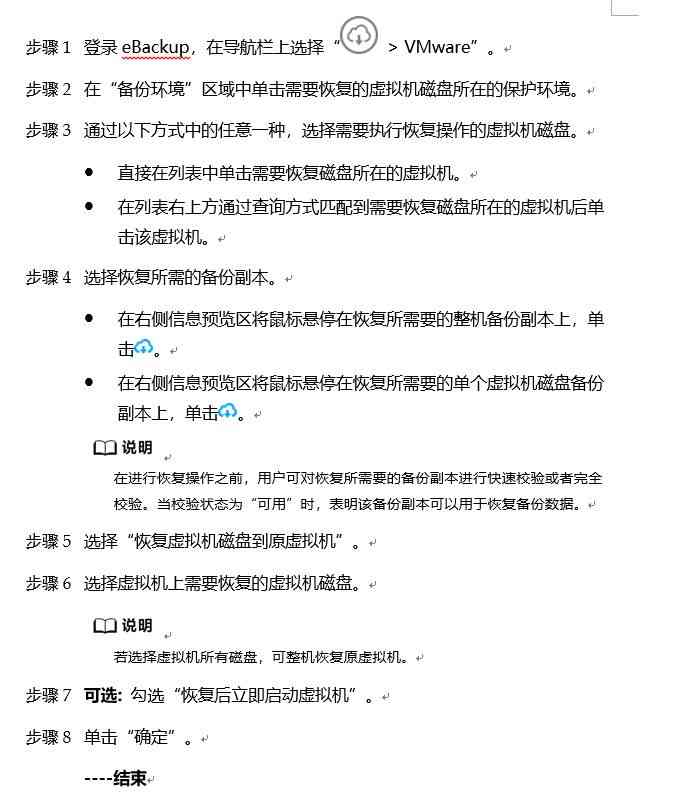 步骤 1 登录 eBackup，在导航栏上选择“ > VMware”。
步骤 2 在“备份环境”区域中单击需要恢复的虚拟机磁盘所在的保护环境。
步骤 3 通过以下方式中的任意一种，选择需要执行恢复操作的虚拟机磁盘。
● 直接在列表中单击需要恢复磁盘所在的虚拟机。
● 在列表右上方通过查询方式匹配到需要恢复磁盘所在的虚拟机后单
击该虚拟机。
步骤 4 选择恢复所需的备份副本。
● 在右侧信息预览区将鼠标悬停在恢复所需要的整机备份副本上，单
击。
● 在右侧信息预览区将鼠标悬停在恢复所需要的单个虚拟机磁盘备份
副本上，单击。
说明
在进行恢复操作之前，用户可对恢复所需要的备份副本进行快速校验或者完全
校验。当校验状态为“可用”时，表明该备份副本可以用于恢复备份数据。
步骤 5 选择“恢复虚拟机磁盘到原虚拟机”。
步骤 6 选择虚拟机上需要恢复的虚拟机磁盘。
说明
若选择虚拟机所有磁盘，可整机恢复原虚拟机。
步骤 7 可选: 勾选“恢复后立即启动虚拟机”。
步骤 8 单击“确定”。
----结束